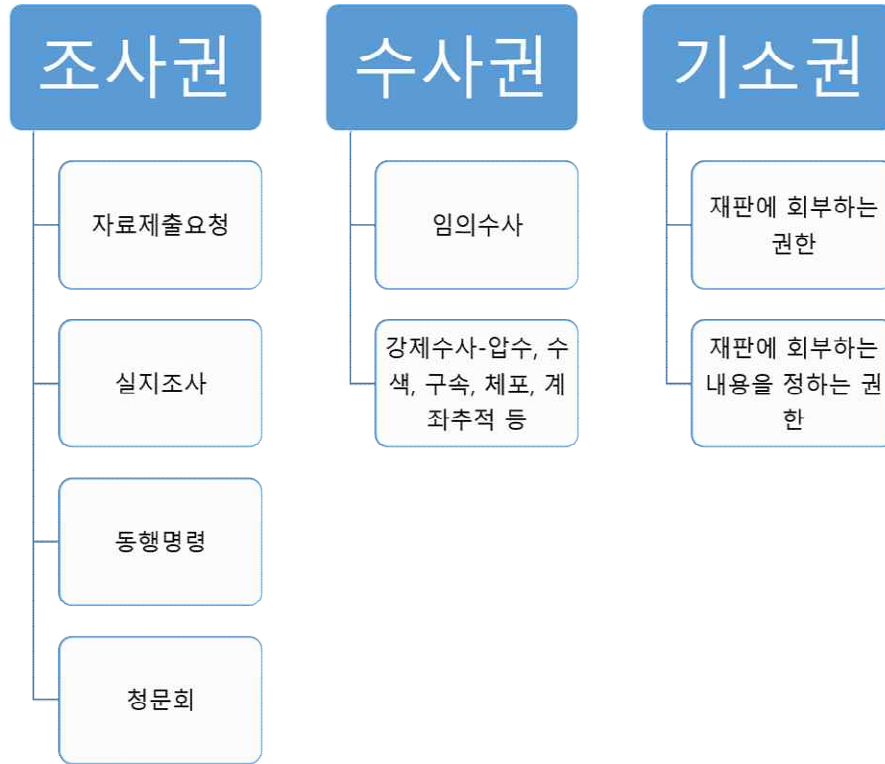 조사권
자료제출요청
실지조사
동행명령
청문회
수사권
임의수사
강제수사-압수, 수
색, 구속, 체포, 계
좌추적 등
기소권
재판에 회부하는
권한
재판에 회부하는
내용을 정하는 권
한